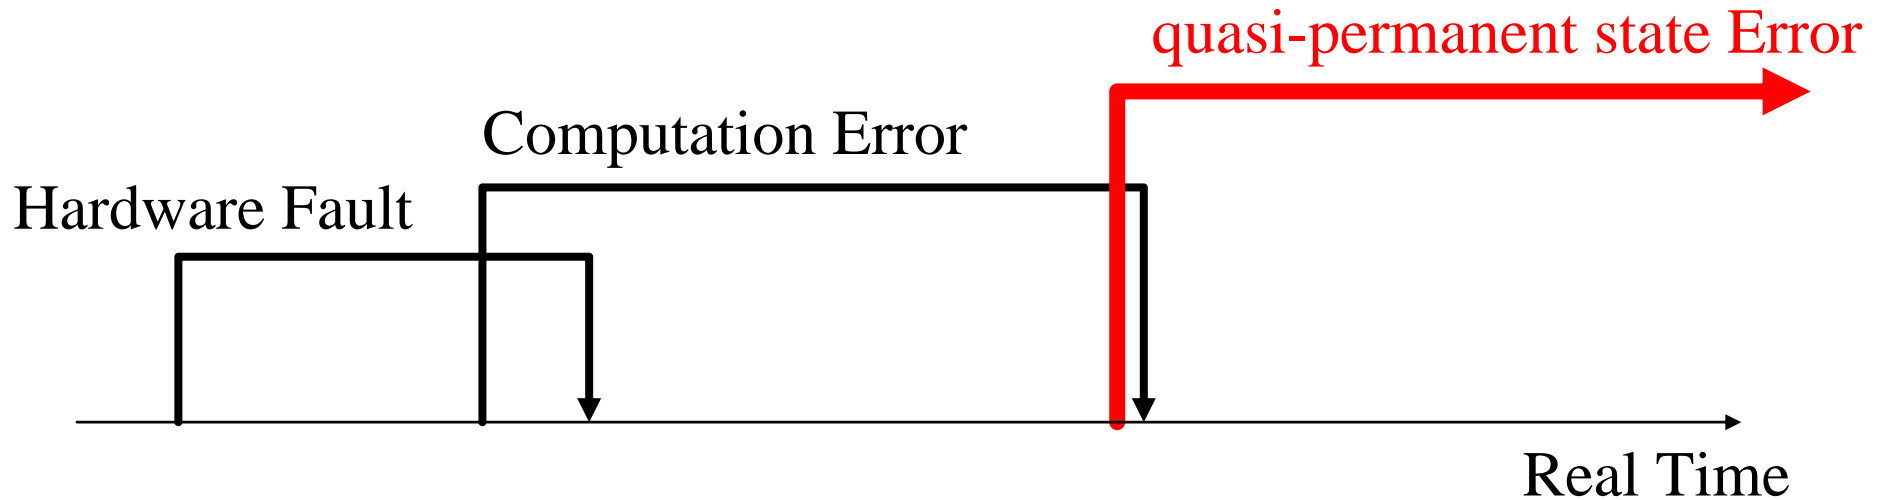 quasi-permanent state Error
Computation Error
Hardware Fault
Real Time